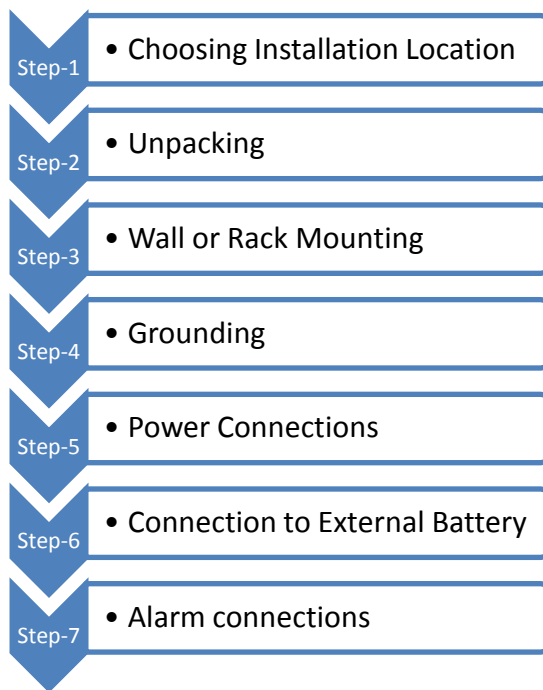 Step-1
• Choosing Installation Location
Step-2
• Unpacking
Step-3
• Wall or Rack Mounting
Step-4
• Grounding
Step-5
• Power Connections
Step-6
• Connection to External Battery
Step-7
• Alarm connections